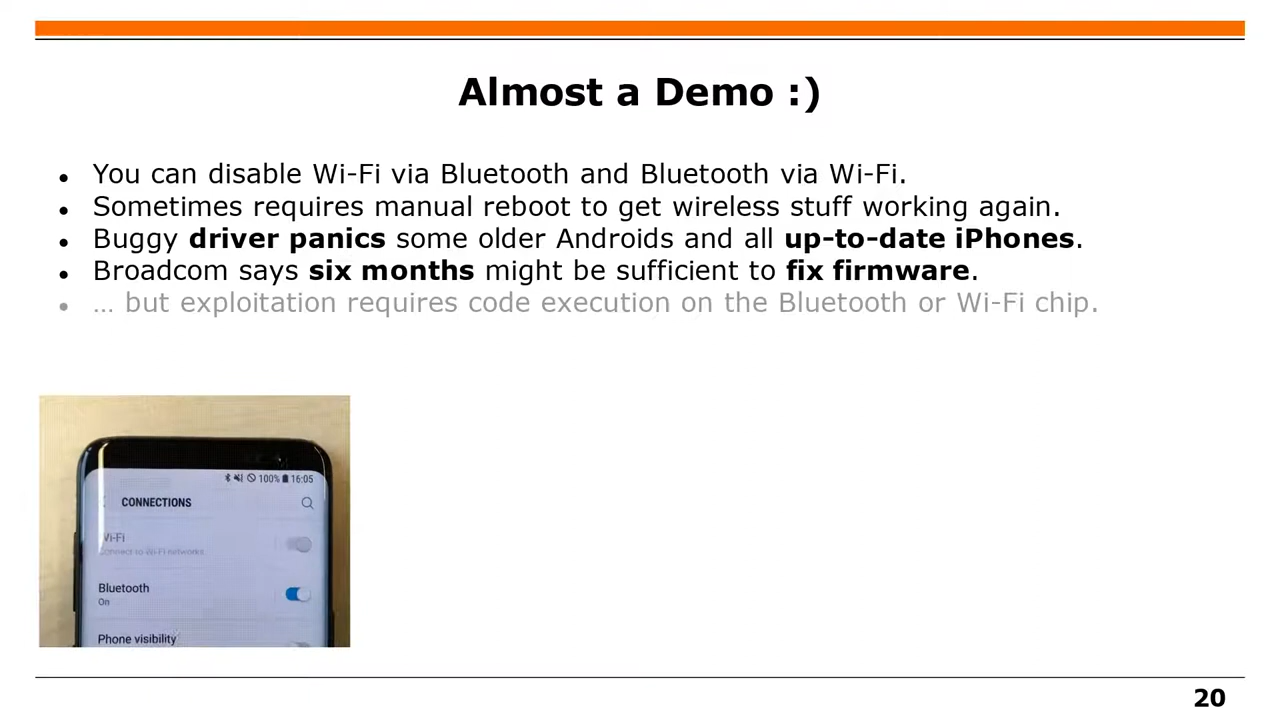 Almost a Demo :)
You can disable Wi-Fi via Bluetooth and Bluetooth via Wi-Fi.
Sometimes requires manual reboot to get wireless stuff working again.
Buggy driver panics some older Androids and all up-to-date iPhones.
Broadcom says six months might be sufficient to fix firmware.
… but exploitation requires code execution on the Bluetooth or Wi-Fi chip.
100% 16:05
CONNECTIONS
Wi-Fi
Connect to Wi-Fi networks
Bluetooth
On
Phone visibility
20